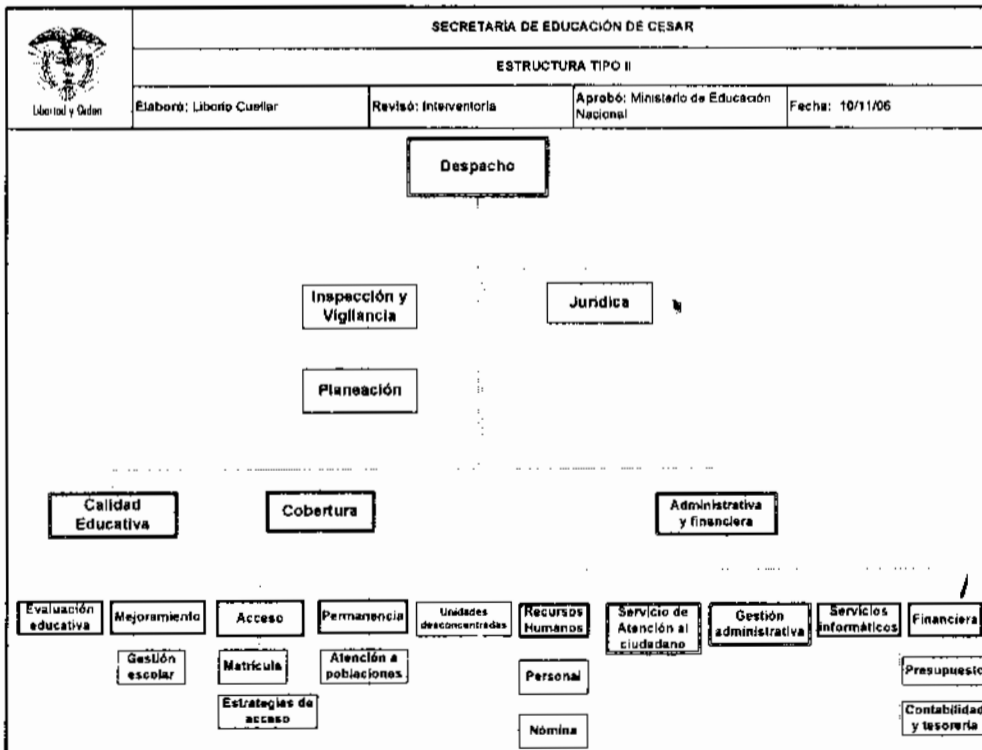 SECRETARÍA DE EDUCACIÓN DE CESAR
ESTRUCTURA TIPO II
Libertad y Orden
Elaboró: Liborio Cuellar
Revisó: Interventoría
Aprobó: Ministerio de Educación
Nacional
Fecha: 10/11/06
Despacho
Inspección y
Vigilancia
Jurídica
Planeación
Calidad
Educativa
Cobertura
Administrativa
y financiera
Evaluación
educativa
Mejoramiento
Acceso
Permanencia
Unidades
desconcentradas
Recursos
Humanos
Servicio de
Atención al
ciudadano
Gestión
administrativa
Servicios
informáticos
Financiera
Gestión
escolar
Matrícula
Atención a
poblaciones
Personal
Presupuesto
Estrategias de
acceso
Nómina
Contabilidad
y tesorería